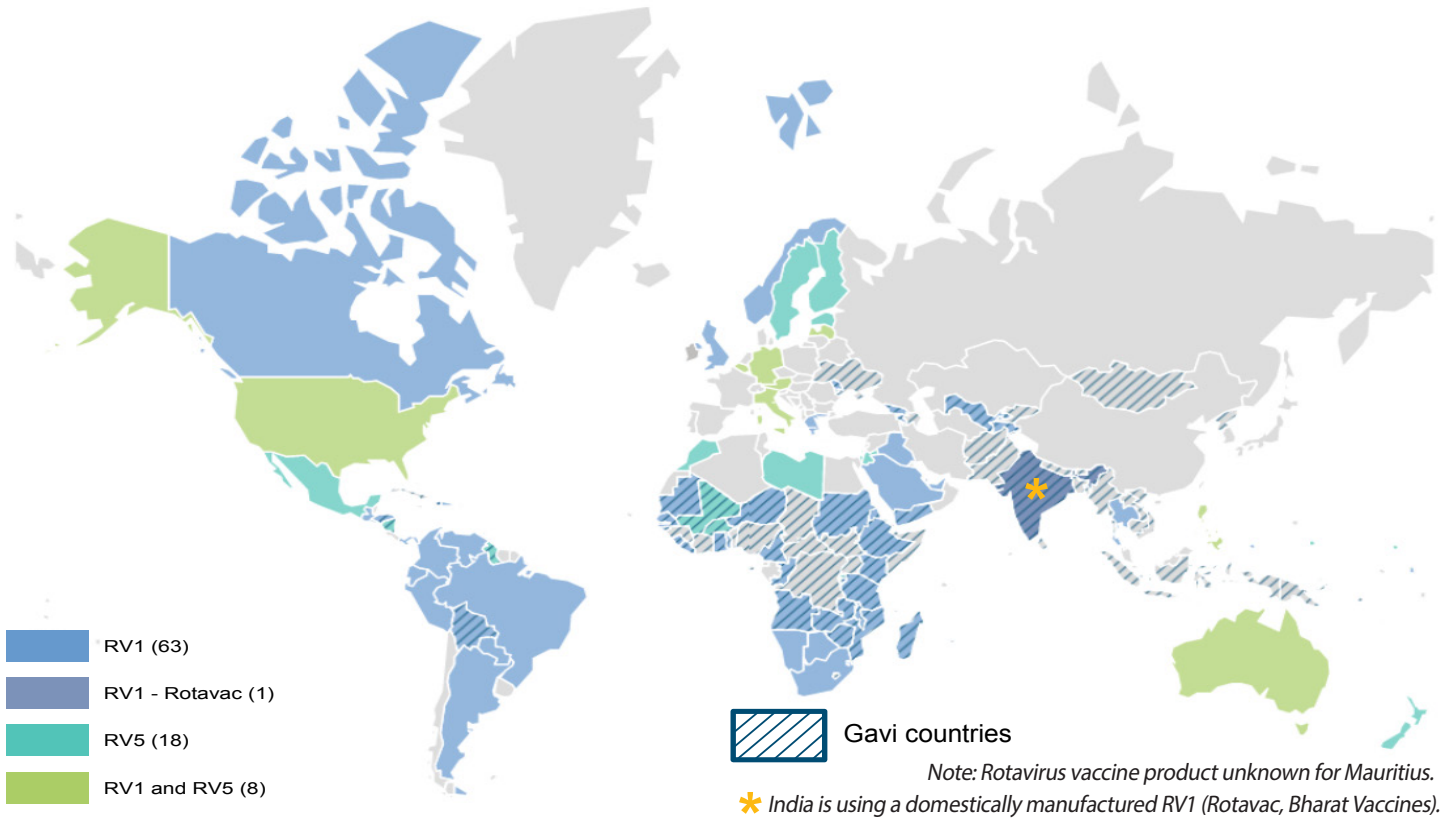 RV1 (63)
RV1 - Rotavac (1)
RV5 (18)
RV1 and RV5 (8)
Gavi countries
Note: Rotavirus vaccine product unknown for Mauritius.
* India is using a domestically manufactured RV1 (Rotavac, Bharat Vaccines).